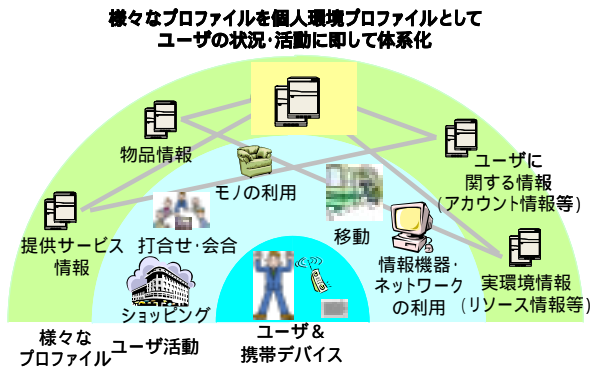 様々なプロファイルを個人環境プロファイルとして
ユーザの状況・活動に即して体系化
物品情報
ユーザに
関する情報
(アカウント情報等)
モノの利用
提供サービス
情報
打合せ・会合
移動
情報機器・
ネットワーク
の利用
実環境情報
(リソース情報等)
ショッピング
様々な
プロファイル
ユーザ活動
ユーザ＆
携帯デバイス